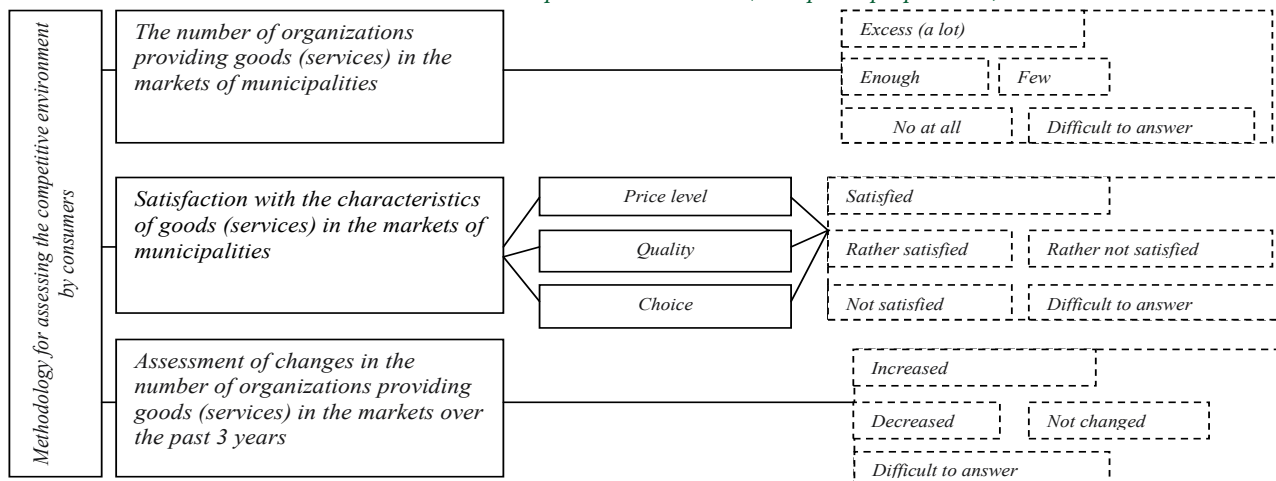 Methodology for assessing the competitive environment
by consumers
The number of organizations
providing goods (services) in the
markets of municipalities
Excess (a lot)
Enough
Few
No at all
Difficult to answer
Satisfaction with the characteristics
of goods (services) in the markets of
municipalities
Price level
Quality
Choice
Satisfied
Rather satisfied
Rather not satisfied
Not satisfied
Difficult to answer
Assessment of changes in the
number of organizations providing
goods (services) in the markets over
the past 3 years
Increased
Decreased
Not changed
Difficult to answer